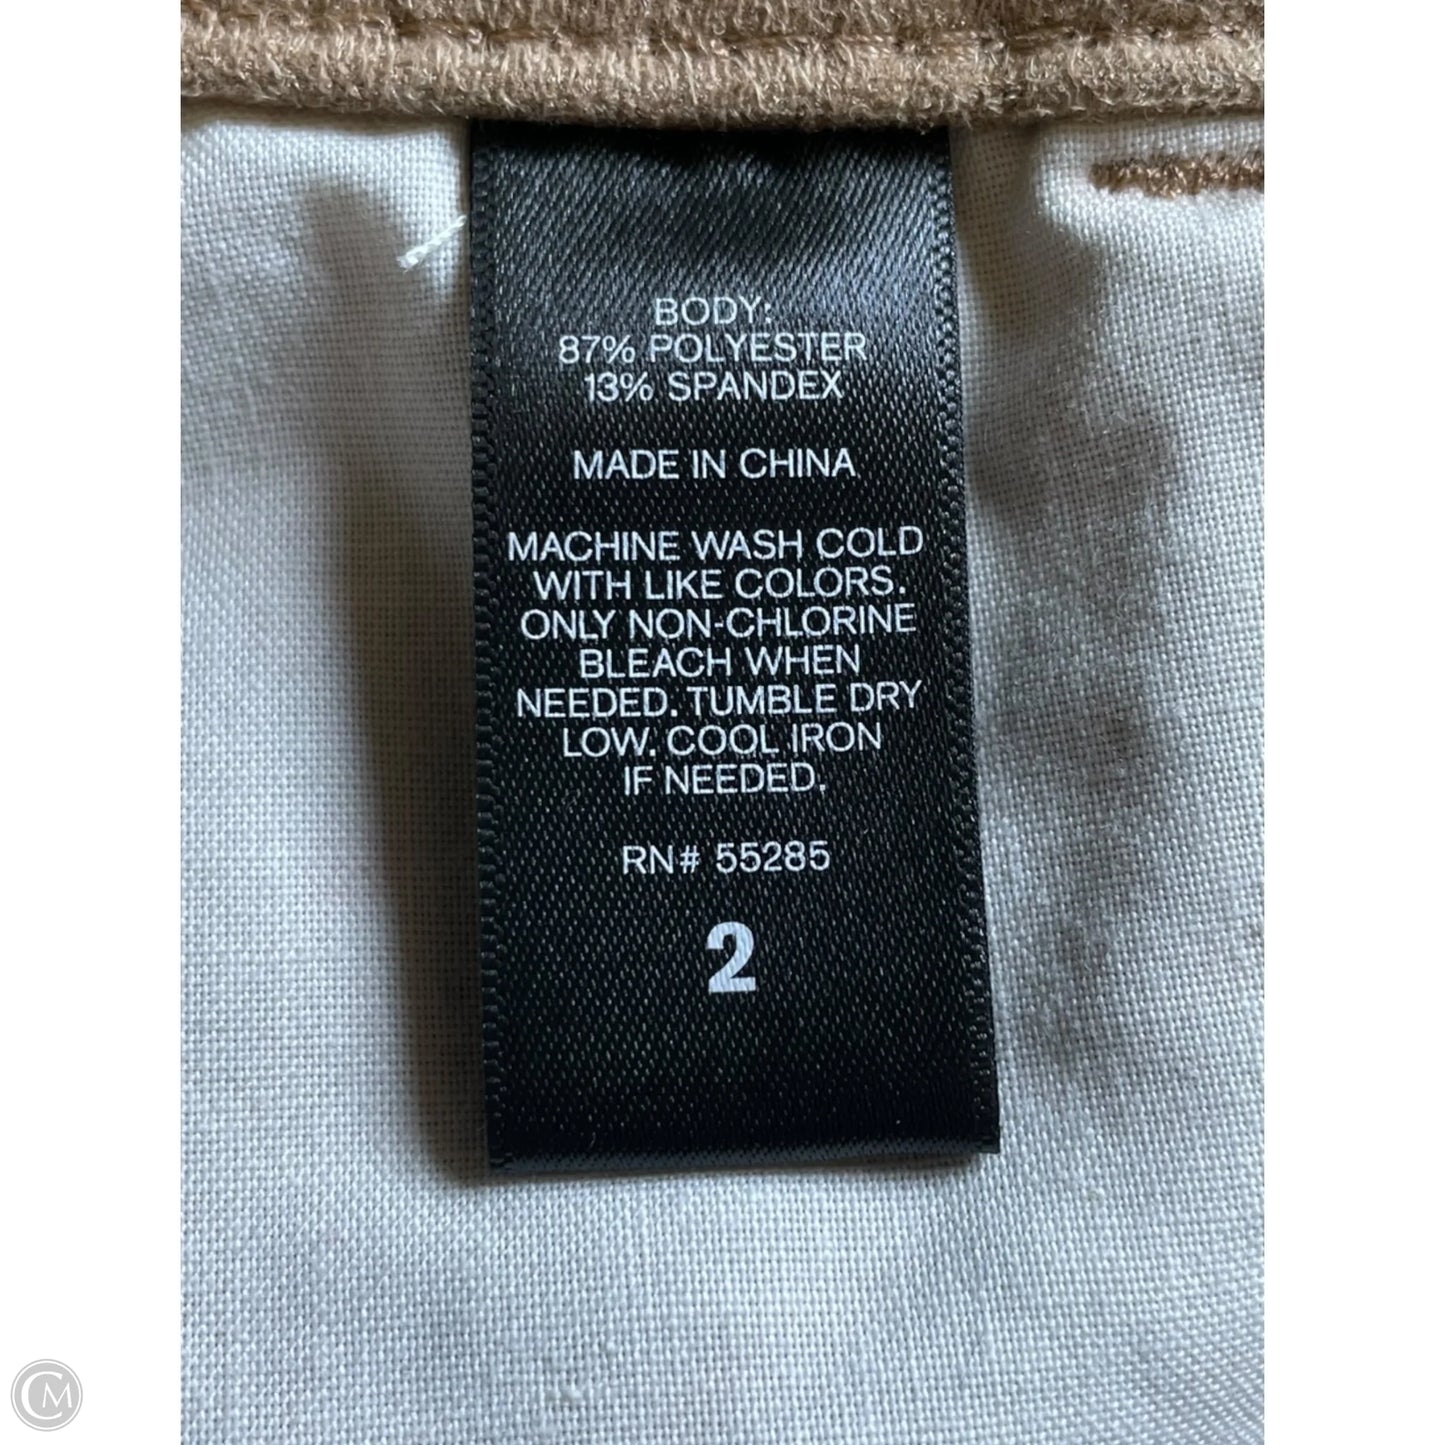 BODY:
87% POLYESTER
13% SPANDEX
MADE IN CHINA
MACHINE WASH COLD
WITH LIKE COLORS.
ONLY NON-CHLORINE
BLEACH WHEN
NEEDED. TUMBLE DRY
LOW. COOL IRON
IF NEEDED.
RN# 55285
2
CM